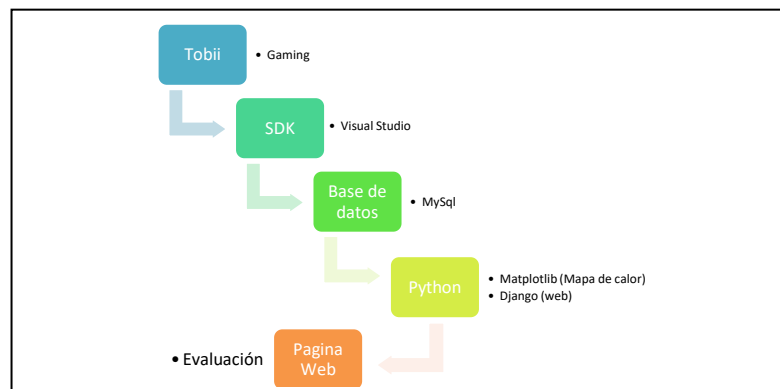 Tobii
• Gaming
SDK
• Visual Studio
Base de
datos
• MySql
Python
• Matplotlib (Mapa de calor)
• Django (web)
• Evaluación
Pagina
Web